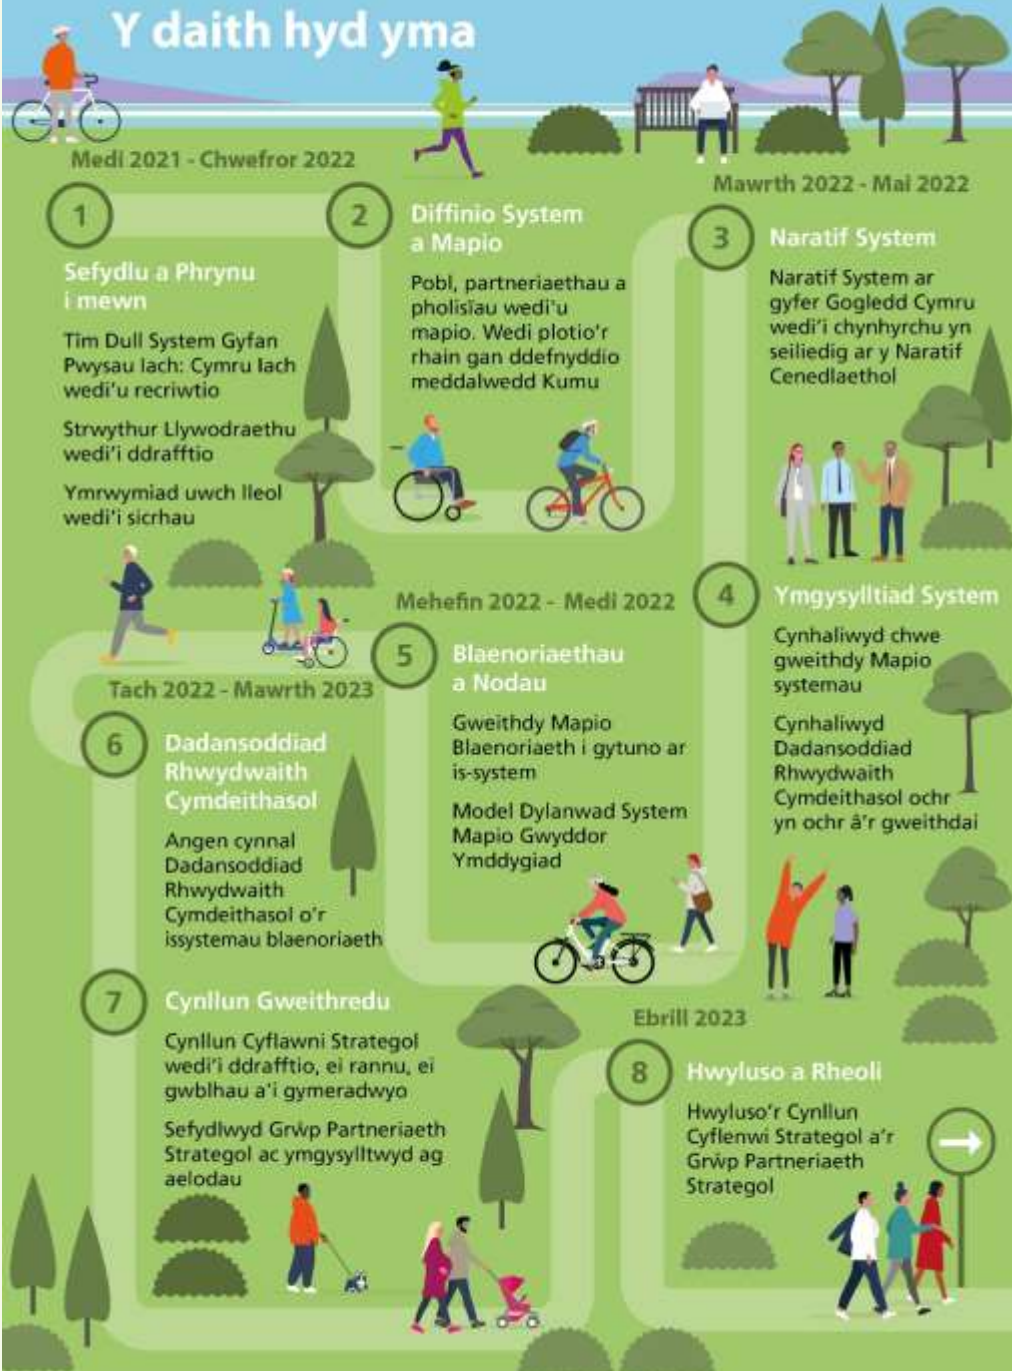 Y daith hyd yma
Medi 2021 - Chwefror 2022
1
Sefydlu a Phrynu
i mewn
Tîm Dull System Gyfan
Pwysau Iach: Cymru Iach
wedi'u recriwtio
Strwythur Llywodraethu
wedi'i ddrafftio
Ymrwymiad uwch lleol
wedi'i sicrhau
2
Diffinio System
a Mapio
Pobl, partneriaethau a
pholisïau wedi'u
mapio. Wedi plotio'r
rhain gan ddefnyddio
meddalwedd Kumu
Mawrth 2022 - Mai 2022
3
Naratif System
Naratif System ar
gyfer Gogledd Cymru
wedi'i chynhyrchu yn
seiliedig ar y Naratif
Cenedlaethol
4
Ymgysylltiad System
Cynhaliwyd chwe
gweithdy Mapio
systemau
Cynhaliwyd
Dadansoddiad
Rhwydwaith
Cymdeithasol ochr
yn ochr â'r gweithdai
Mehefin 2022 - Medi 2022
5
Blaenoriaethau
a Nodau
Gweithdy Mapio
Blaenoriaeth i gytuno ar
is-system
Model Dylanwad System
Mapio Gwyddor
Ymddygiad
Tach 2022 - Mawrth 2023
6
Dadansoddiad
Rhwydwaith
Cymdeithasol
Angen cynnal
Dadansoddiad
Rhwydwaith
Cymdeithasol o'r
issystemau blaenoriaeth
7
Cynllun Gweithredu
Cynllun Cyflawni Strategol
wedi'i ddrafftio, ei rannu, ei
gwblhau a'i gymeradwyo
Sefydlwyd Grŵp Partneriaeth
Strategol ac ymgysylltwyd ag
aelodau
Ebrill 2023
8
Hwyluso a Rheoli
Hwyluso'r Cynllun
Cyflenwi Strategol a'r
Grŵp Partneriaeth
Strategol